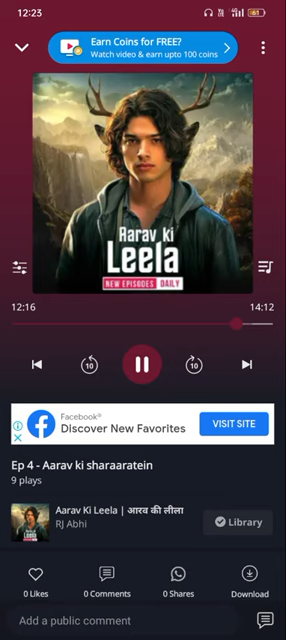 12:23
Earn Coins for FREE?
Watch video & earn upto 100 coins
Aarav ki
Leela
NEW EPISODES DAILY
12:16
14:12
10
10
Facebook®
Discover New Favorites
VISIT SITE
Ep 4 - Aarav ki sharaaratein
9 plays
Aarav Ki Leela | आरव की लीला
RJ Abhi
Library
0 Likes
0 Comments
0 Shares
Download
Add a public comment